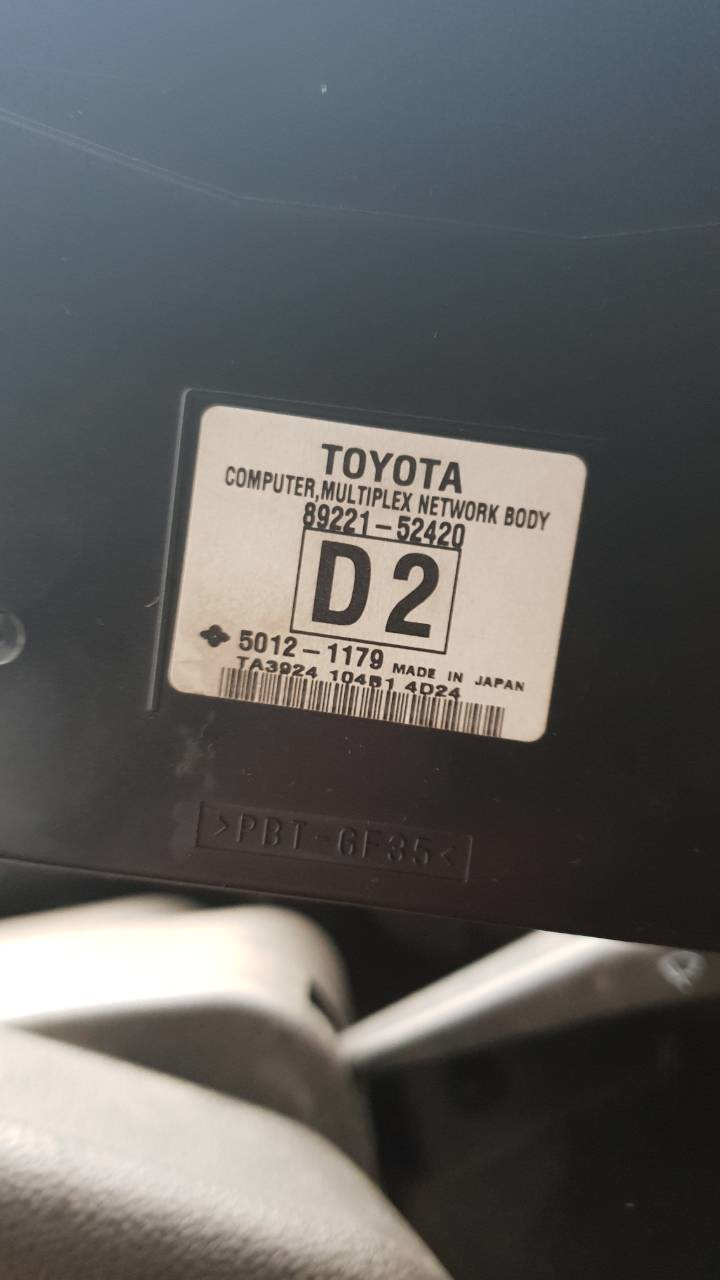 TOYOTA
COMPUTER,MULTIPLEX NETWORK BODY
89221-52420
D2
5012-1179 MADE IN JAPAN
TA3924 104B1 4D24
>PBT-GF35<